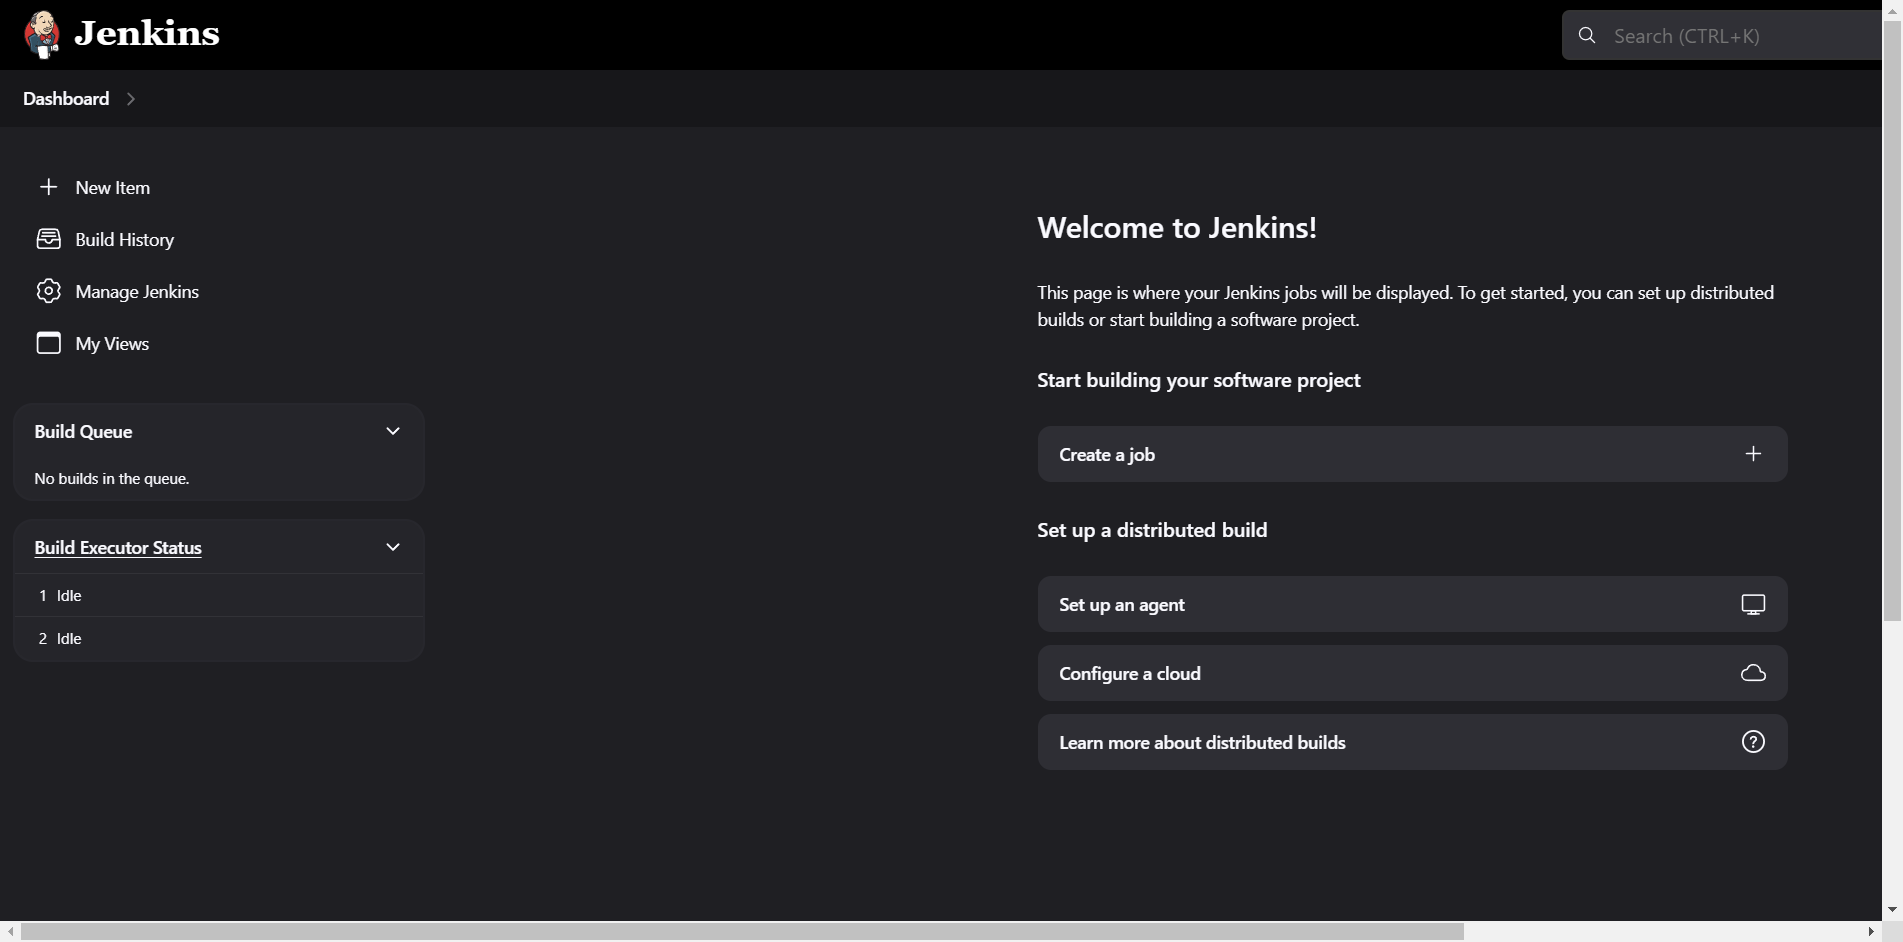 Jenkins
Search (CTRL+K)
Dashboard
New Item
Build History
Manage Jenkins
My Views
Build Queue
No builds in the queue.
Build Executor Status
1 Idle
2 Idle
Welcome to Jenkins!
This page is where your Jenkins jobs will be displayed. To get started, you can set up distributed
builds or start building a software project.
Start building your software project
Create a job
Set up a distributed build
Set up an agent
Configure a cloud
Learn more about distributed builds